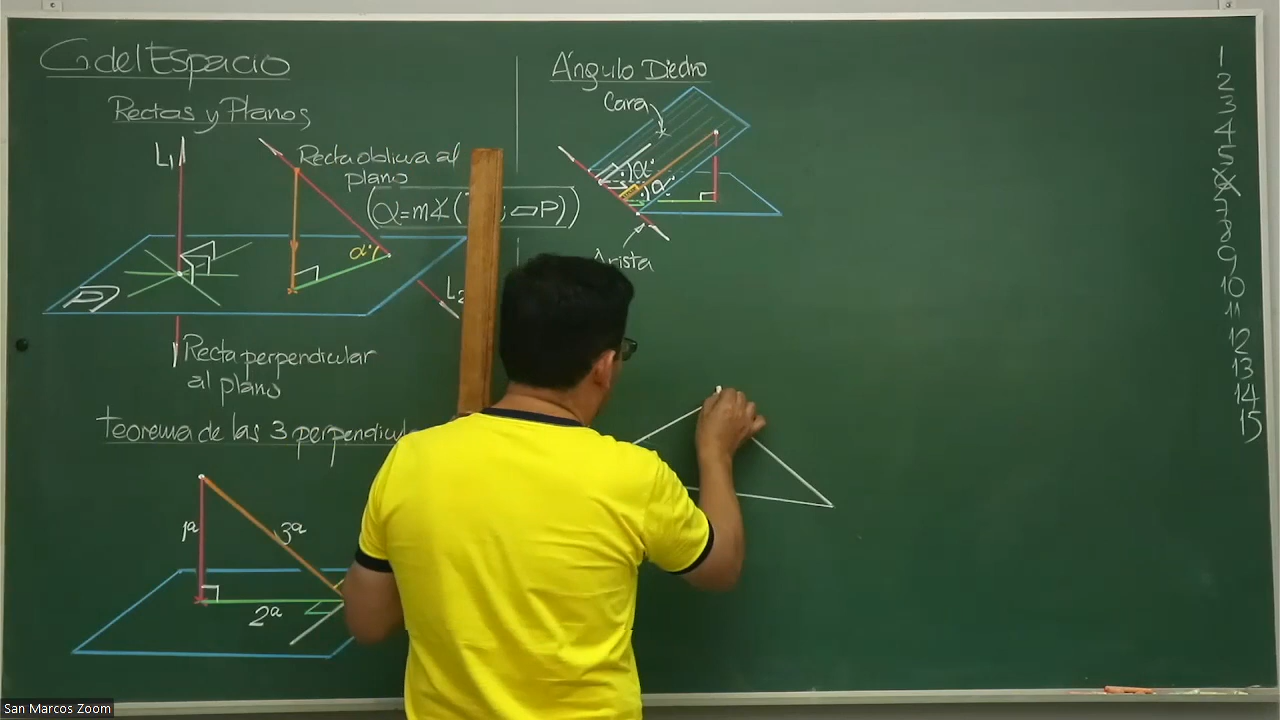 G del Espacio
Rectas y Planos
L1
Recta oblicua al
plano
α=m∡( ; ▱P)
α°
P
L2
Recta perpendicular
al plano
Teorema de las 3
1ª
3ª
2ª
Ángulo Diedro
Cara
α°
α°
Arista
1
2
3
4
5
6
7
8
9
10
11
12
13
14
15
San Marcos Zoom